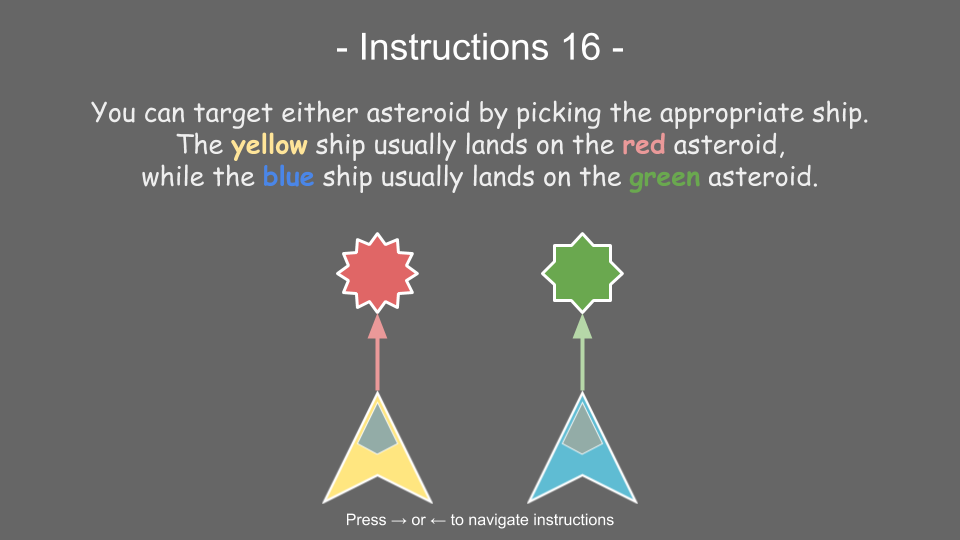 - Instructions 16 -
You can target either asteroid by picking the appropriate ship.
The yellow ship usually lands on the red asteroid,
while the blue ship usually lands on the green asteroid.
Press → or ← to navigate instructions